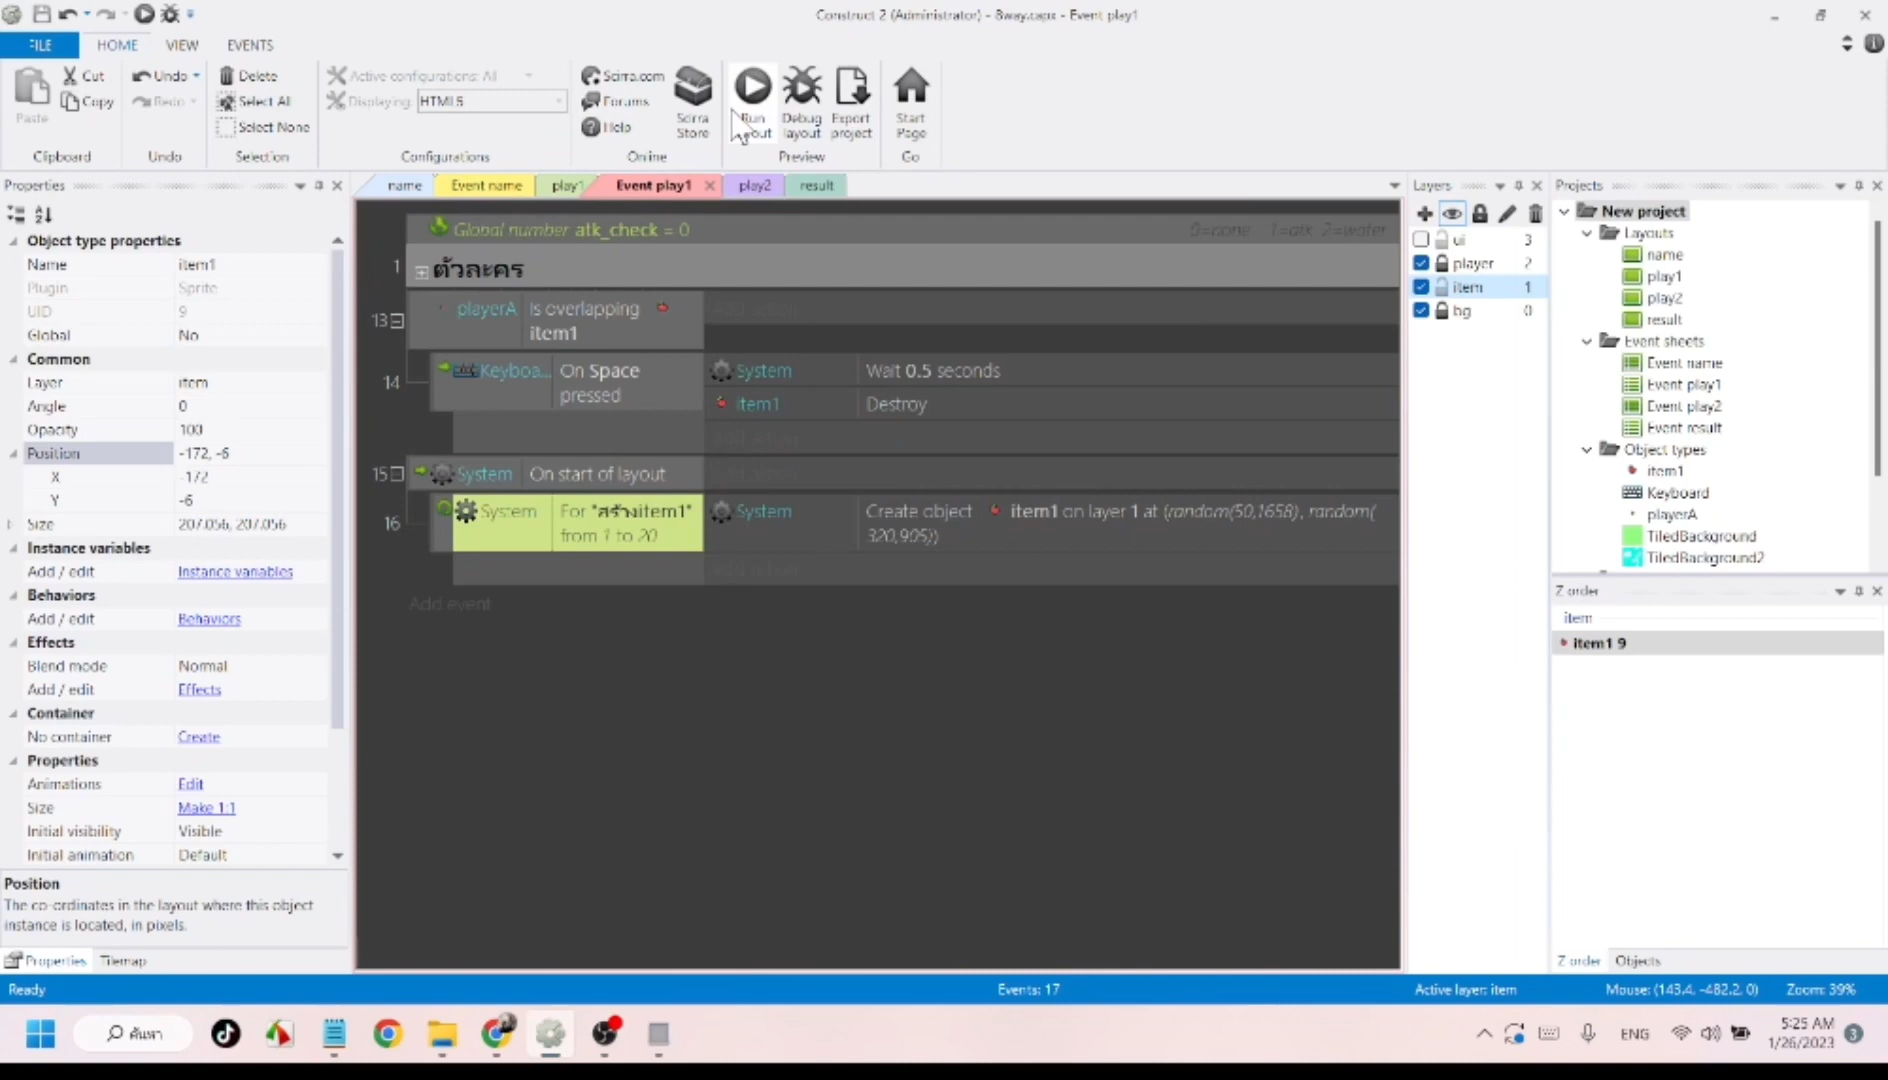 Construct 2 (Administrator) - 8way.capx - Event play1
FILE HOME VIEW EVENTS
Paste Cut Copy
Undo Redo
Delete Select All Select None
Active configurations: All
Displaying: HTML5
Scirra.com Forums Help
Scirra Store
Run layout
Debug layout
Export project
Start Page
Clipboard Undo Selection Configurations Online Preview Go
Properties
name Event name play1 Event play1 play2 result
Layers
Projects
Object type properties
Name item1
Plugin Sprite
UID 9
Global No
Common
Layer item
Angle 0
Opacity 100
Position -172, -6
X -172
Y -6
Size 207.056, 207.056
Instance variables
Add / edit Instance variables
Behaviors
Add / edit Behaviors
Effects
Blend mode Normal
Add / edit Effects
Container
No container Create
Properties
Animations Edit
Size Make 1:1
Initial visibility Visible
Initial animation Default
Position
The co-ordinates in the layout where this object
instance is located, in pixels.
Properties Tilemap
Global number atk_check = 0 0=none 1=atk 2=water
1 ตัวละคร
13 playerA Is overlapping
item1
Add action
14 Keyboa... On Space
pressed
System Wait 0.5 seconds
item1 Destroy
Add action
15 System On start of layout Add action
16 System For "สร้างitem1"
from 1 to 20
System Create object item1 on layer 1 at (random(50,1658), random(
320,905))
Add action
Add event
ui 3
player 2
item 1
bg 0
New project
Layouts
name
play1
play2
result
Event sheets
Event name
Event play1
Event play2
Event result
Object types
item1
Keyboard
playerA
TiledBackground
TiledBackground2
Z order
item
item1 9
Z order Objects
Ready Events: 17 Active layer: item Mouse: (143.4, -482.2, 0) Zoom: 39%
ค้นหา
ENG
5:25 AM
1/26/2023
3